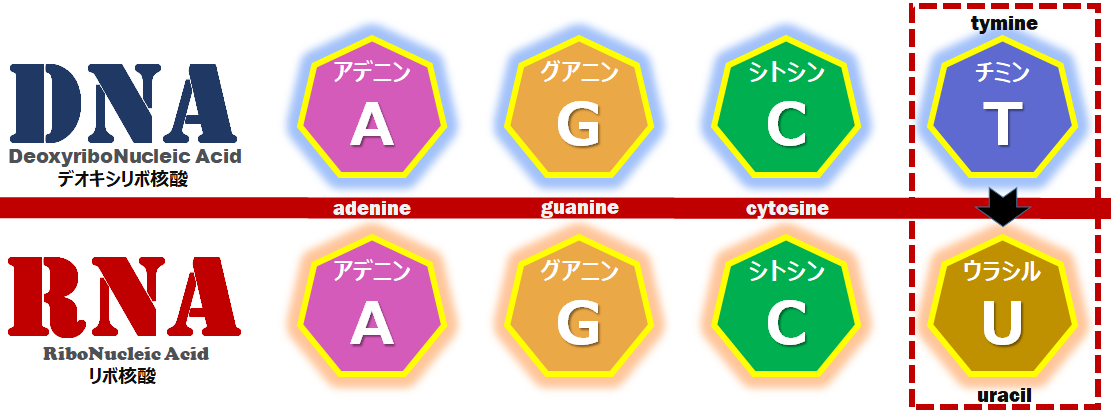 DNA
DeoxyriboNucleic Acid
デオキシリボ核酸
アデニン
A
グアニン
G
シトシン
C
tymine
チミン
T
adenine
guanine
cytosine
RNA
RiboNucleic Acid
リボ核酸
アデニン
A
グアニン
G
シトシン
C
ウラシル
U
uracil